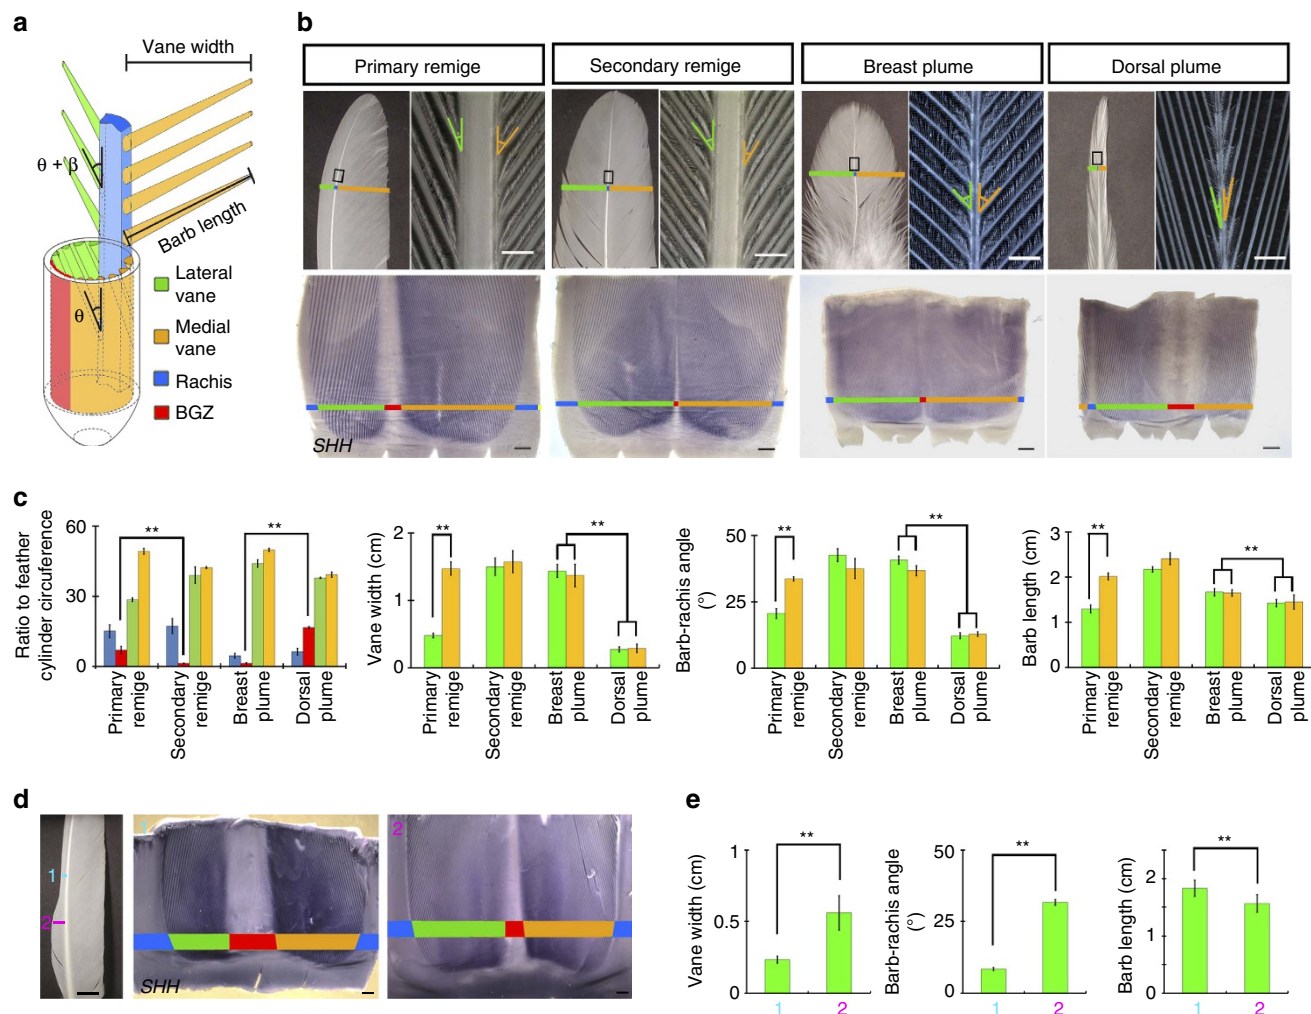 a
Vane width
θ + β
Barb length
θ
Lateral
vane
Medial
vane
Rachis
BGZ
b
Primary remige
Secondary remige
Breast plume
Dorsal plume
SHH
c
Ratio to feather
cylinder circuference
60
30
0
**
**
Primary
remige
Secondary
remige
Breast
plume
Dorsal
plume
Vane width (cm)
2
1
0
**
**
Primary
remige
Secondary
remige
Breast
plume
Dorsal
plume
Barb-rachis angle
(°)
50
25
0
**
**
Primary
remige
Secondary
remige
Breast
plume
Dorsal
plume
Barb length (cm)
3
2
1
0
**
**
Primary
remige
Secondary
remige
Breast
plume
Dorsal
plume
d
1
2
1
SHH
2
e
Vane width (cm)
1
0.5
0
**
1
2
Barb-rachis angle
(°)
50
25
0
**
1
2
Barb length (cm)
2
1
0
**
1
2